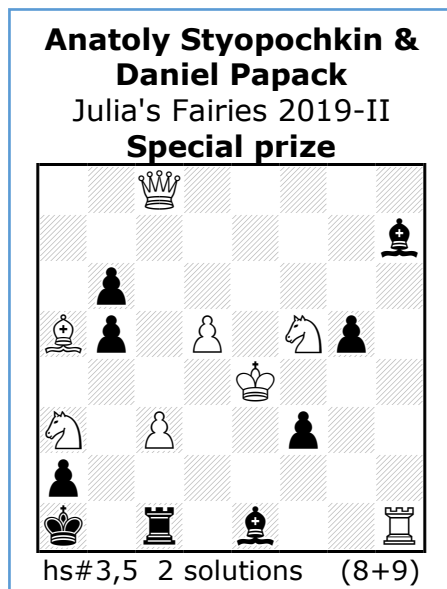 Anatoly Styopochkin &
Daniel Papack
Julia's Fairies 2019-II
Special prize
hs#3,5 2 solutions (8+9)